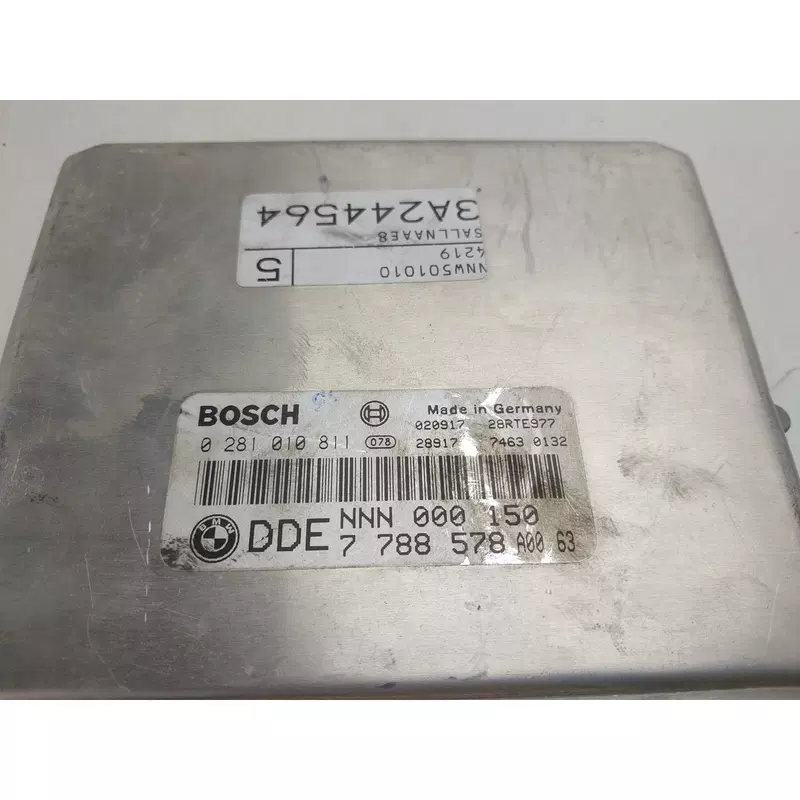 NNW501010
4219
5
SALLNAAE8
3A244564
BOSCH
Made in Germany
020917 28RTE977
0 281 010 811 078 28917 7463 0132
BMW
DDE NNN 000 150
7 788 578 A00 63